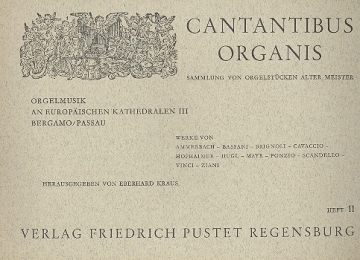 CANTANTIBUS
ORGANIS
SAMMLUNG VON ORGELSTÜCKEN ALTER MEISTER
ORGELMUSIK
AN EUROPÄISCHEN KATHEDRALEN III
BERGAMO/PASSAU
WERKE VON
AMMERBACH – BASSANI – BRIGNOLI – CAVACCIO –
HOFHAIMER – HUGL – MAYR – PONZIO – SCANDELLO –
VINCI – ZIANI
HERAUSGEGEBEN VON EBERHARD KRAUS
HEFT 11
VERLAG FRIEDRICH PUSTET REGENSBURG